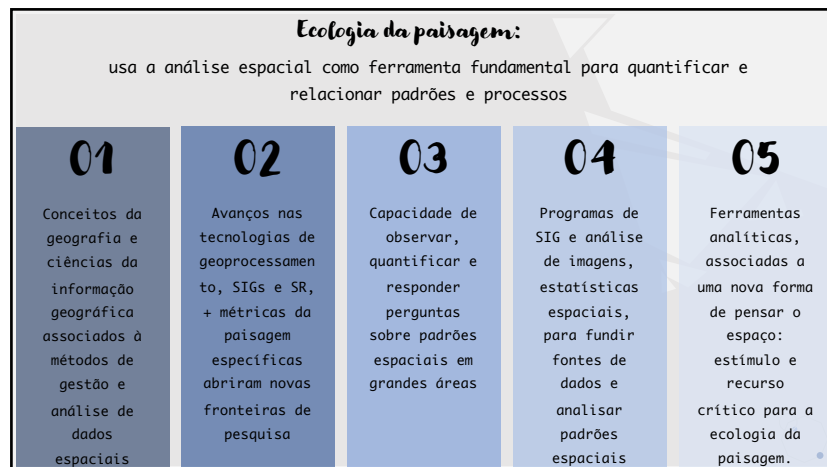 Ecologia da paisagem:
usa a análise espacial como ferramenta fundamental para quantificar e
relacionar padrões e processos
01
Conceitos da
geografia e
ciências da
informação
geográfica
associados à
métodos de
gestão e
análise de
dados
espaciais
02
Avanços nas
tecnologias de
geoprocessamen
to, SIGs e SR,
+ métricas da
paisagem
específicas
abriram novas
fronteiras de
pesquisa
03
Capacidade de
observar,
quantificar e
responder
perguntas
sobre padrões
espaciais em
grandes áreas
04
Programas de
SIG e análise
de imagens,
estatísticas
espaciais,
para fundir
fontes de
dados e
analisar
padrões
espaciais
05
Ferramentas
analíticas,
associadas a
uma nova forma
de pensar o
espaço:
estímulo e
recurso
crítico para a
ecologia da
paisagem.